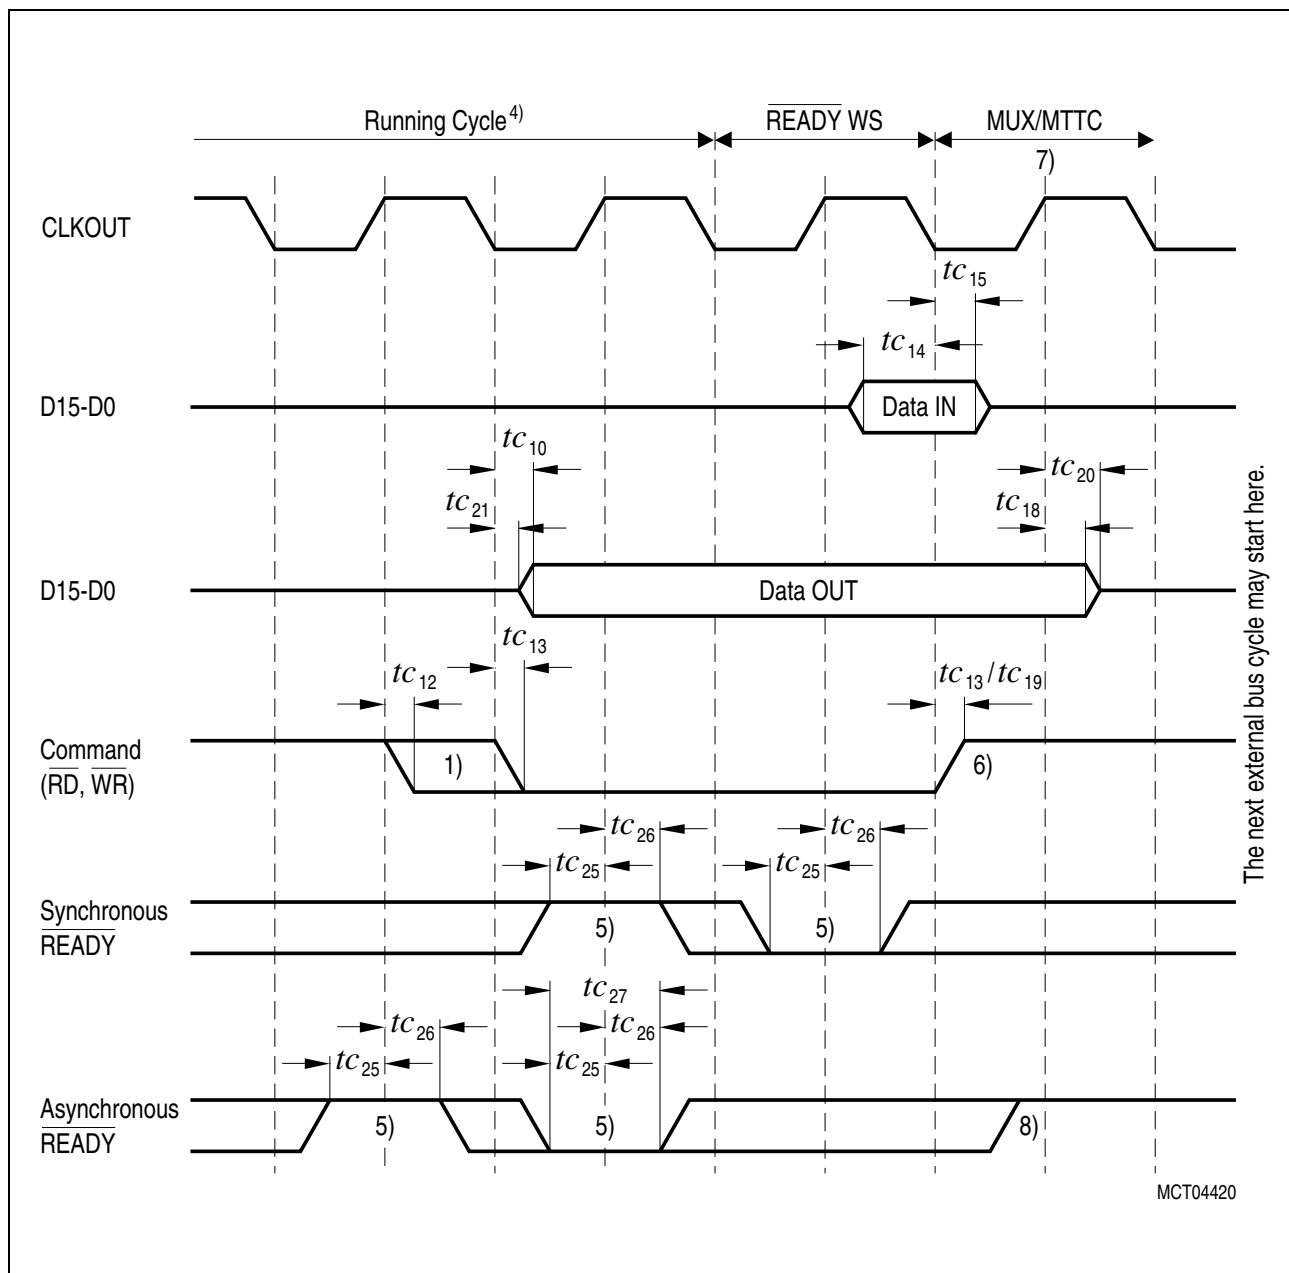 Running Cycle 4)
READY WS
MUX/MTTC
7)
CLKOUT
tc15
tc14
D15-D0
Data IN
tc10
tc20
tc21
tc18
D15-D0
Data OUT
tc13
tc12
tc13/tc19
Command
(RD, WR)
1)
6)
tc26
tc26
tc25
tc25
Synchronous
READY
5)
5)
tc27
tc26
tc26
tc25
tc25
Asynchronous
READY
5)
5)
8)
The next external bus cycle may start here.
MCT04420